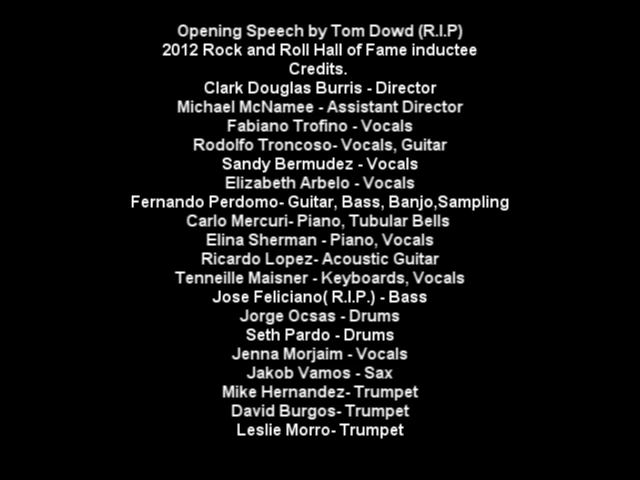 Opening Speech by Tom Dowd (R.I.P)
2012 Rock and Roll Hall of Fame inductee
Credits.
Clark Douglas Burris - Director
Michael McNamee - Assistant Director
Fabiano Trofino - Vocals
Rodolfo Troncoso- Vocals, Guitar
Sandy Bermudez - Vocals
Elizabeth Arbelo - Vocals
Fernando Perdomo- Guitar, Bass, Banjo,Sampling
Carlo Mercuri- Piano, Tubular Bells
Elina Sherman - Piano, Vocals
Ricardo Lopez- Acoustic Guitar
Tenneille Maisner - Keyboards, Vocals
Jose Feliciano( R.I.P.) - Bass
Jorge Ocsas - Drums
Seth Pardo - Drums
Jenna Morjaim - Vocals
Jakob Vamos - Sax
Mike Hernandez- Trumpet
David Burgos- Trumpet
Leslie Morro- Trumpet